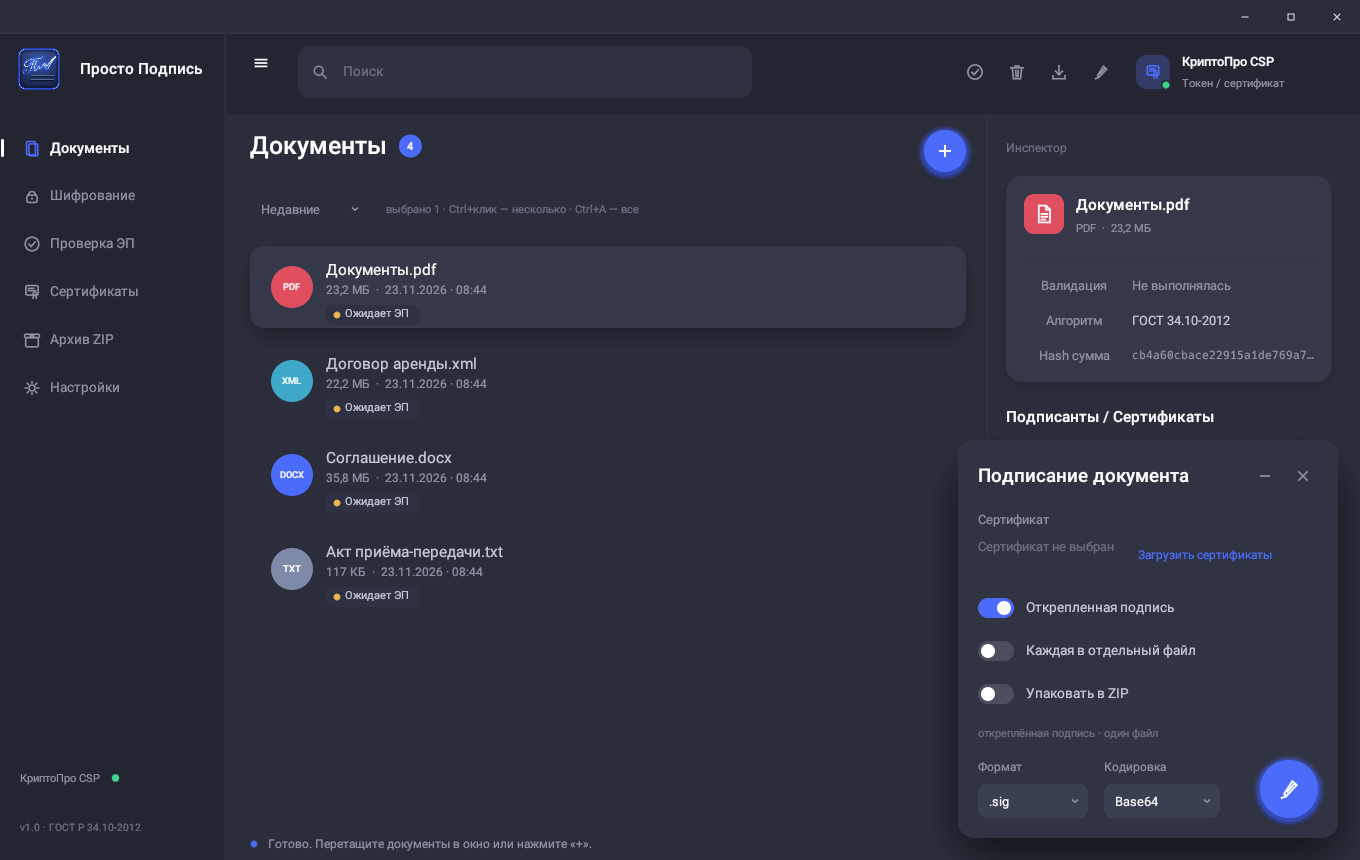 Просто Подпись
Поиск
КриптоПро CSP
Токен / сертификат
Документы
Шифрование
Проверка ЭП
Сертификаты
Архив ZIP
Настройки
КриптоПро CSP
v1.0 · ГОСТ Р 34.10-2012
Документы 4
Недавние
выбрано 1 · Ctrl+клик — несколько · Ctrl+A — все
PDF
Документы.pdf
23,2 МБ · 23.11.2026 · 08:44
Ожидает ЭП
XML
Договор аренды.xml
22,2 МБ · 23.11.2026 · 08:44
Ожидает ЭП
DOCX
Соглашение.docx
35,8 МБ · 23.11.2026 · 08:44
Ожидает ЭП
TXT
Акт приёма-передачи.txt
117 КБ · 23.11.2026 · 08:44
Ожидает ЭП
Готово. Перетащите документы в окно или нажмите «+».
Инспектор
Документы.pdf
PDF · 23,2 МБ
Валидация Не выполнялась
Алгоритм ГОСТ 34.10-2012
Hash сумма cb4a60cbace22915a1de769a7…
Подписанты / Сертификаты
Подписание документа
Сертификат
Сертификат не выбран
Загрузить сертификаты
Открепленная подпись
Каждая в отдельный файл
Упаковать в ZIP
откреплённая подпись · один файл
Формат Кодировка
.sig Base64